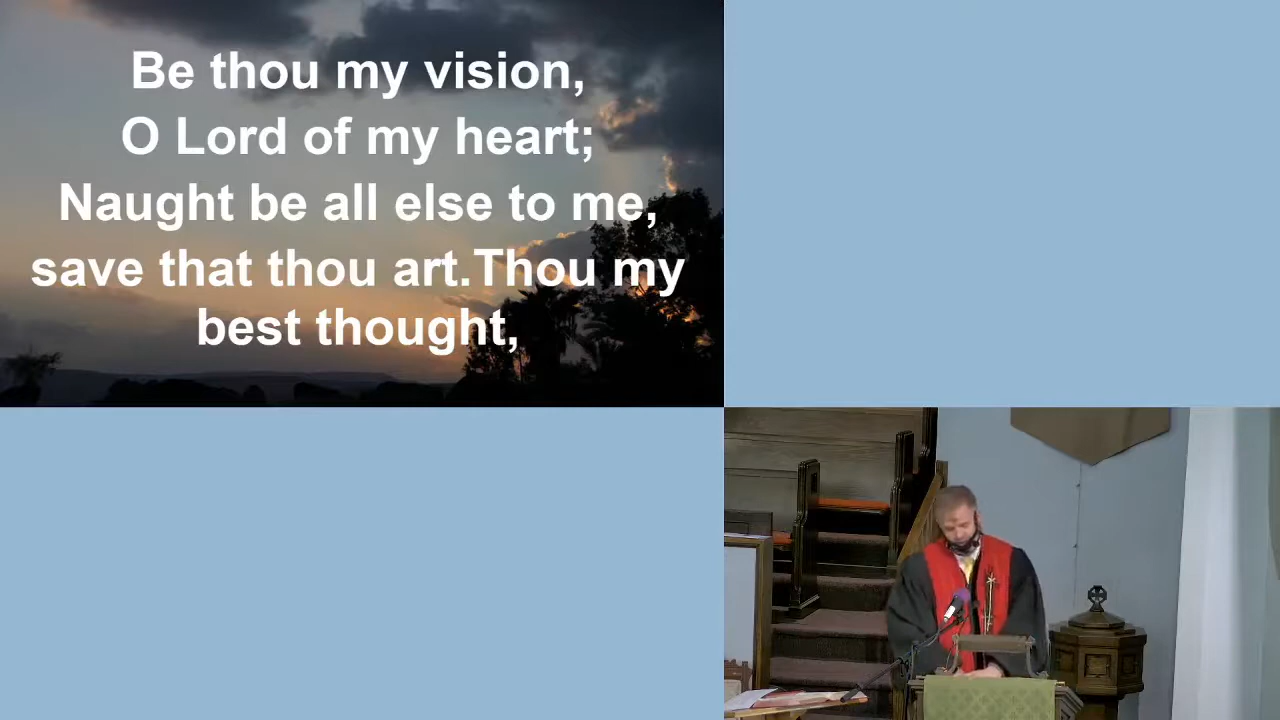 Be thou my vision,
O Lord of my heart;
Naught be all else to me,
save that thou art.Thou my
best thought,